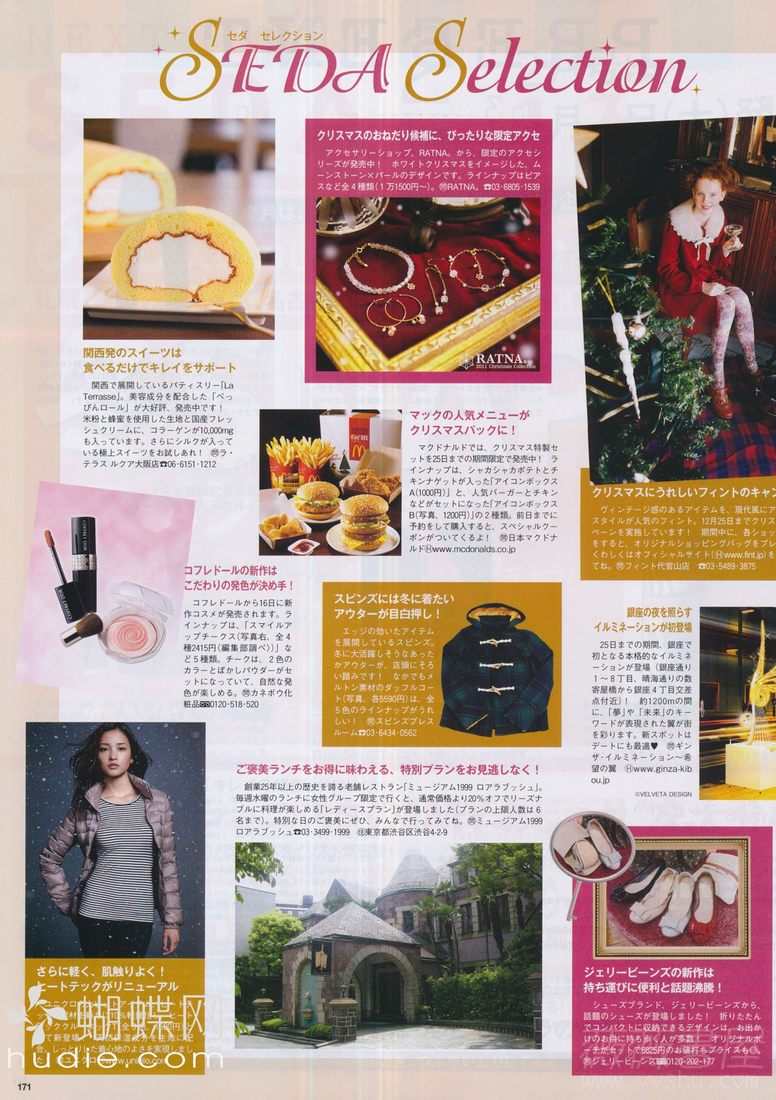 セダ セレクション
SEDA Selection
関西発のスイーツは
食べるだけでキレイをサポート
関西で展開しているパティスリー「La
Terrasse」。美容成分を配合した「べっ
ぴんロール」が大好評、発売中です！
米粉と蜂蜜を使用した生地と国産フレッ
シュクリームに、コラーゲンが10,000mg
も入っています。さらにシルクが入って
いる極上スイーツをお試しあれ！ ㉄ラ・
テラス ルクア大阪店☎06・6151・1212
クリスマスのおねだり候補に、ぴったりな限定アクセ
アクセサリーショップ、RATNA。から、限定のアクセシ
リーズが発売中！ ホワイトクリスマスをイメージした、ム
ーンストーン×パールのデザインです。ラインナップはピア
スなど全4種類（1万1500円〜）。㉄RATNA。☎03・6805・1539
RATNA。
2011 Christmas Collection
マックの人気メニューが
クリスマスパックに！
マクドナルドでは、クリスマス特製セ
ットを25日までの期間限定で発売中！ ラ
インナップは、シャカシャカポテトとチ
キンナゲットが入った「アイコンボックス
A(1000円)」と、人気バーガーとチキン
などがセットになった「アイコンボックス
B(写真、1200円)」の2種類。前日までに
予約をして購入すると、スペシャルクー
ポンがついてくるよ！ ㉄日本マクドナ
ルドⒽwww.mcdonalds.co.jp
クリスマスにうれしいフィントのキャン
ヴィンテージ感のあるアイテムを、現代風にア
スタイルが人気のフィント。12月25日までクリス
ペーンを実施しています！ 期間中に、各ショ
をすると、オリジナルショッピングバッグをプレ
くわしくはオフィシャルサイト（Ⓗwww.fint.jp）を
てね。㉄フィント代官山店 ☎03・5489・3875
コフレドールの新作は
こだわりの発色が決め手！
コフレドールから16日に新
作コスメが発売されます。ラ
インナップは、「スマイルア
ップチークス(写真右、全4
種2415円(編集部調べ))」な
ど5種類。チークは、2色の
カラーとぼかしパウダーがセ
ットになっていて、自然な発
色が楽しめる。㉄カネボウ化
粧品0120・518・520
スピンズには冬に着たい
アウターが目白押し！
エッジの効いたアイテム
を展開しているスピンズ。
冬に大活躍しそうなあった
かアウターが、店頭にそろ
い踏みです！ なかでもメ
ルトン素材のダッフルコー
ト(写真、各5590円)は、全
5色のラインナップがうれ
しい！ ㉄スピンズプレス
ルーム☎03・6434・0562
銀座の夜を照らす
イルミネーションが初登場
25日までの期間、銀座で
初となる本格的なイルミネ
ーションが登場（銀座通り
1〜8丁目、晴海通りの数
寄屋橋から銀座4丁目交差
点付近）！ 約1200mの間
に、「夢」や「未来」のキー
ワードが表現された翼が街
を彩ります。新スポットは
デートにも最適♥ ㉄ギン
ザ・イルミネーション〜希
望の翼 Ⓗwww.ginza-kib
ou.jp
©VELVETA DESIGN
ご褒美ランチをお得に味わえる、特別プランをお見逃しなく！
創業25年以上の歴史を誇る老舗レストラン「ミュージアム1999 ロアラブッシュ」。
毎週水曜のランチに女性グループ限定で行くと、通常価格より20%オフでリーズナ
ブルに料理が楽しめる「レディースプラン」が登場しました(プランの上限人数は6
名まで)。特別な日のご褒美にぜひ、みんなで行ってみてね。㉄ミュージアム1999
ロアラブッシュ☎03・3499・1999 東京都渋谷区渋谷4-2-9
さらに軽く、肌触りよく！
ヒートテックがリニューアル
ジェリービーンズの新作は
持ち運びに便利と話題沸騰！
シューズブランド、ジェリービーンズから、
話題のシューズが登場しました！ 折りたたん
でコンパクトに収納できるデザインは、お出か
けのお供に持ち歩く人が多数！ オリジナルポ
ーチがセットで6825円のお値打ちプライスも◎
㉄ジェリービーンズ0120・202・177
蝴蝶网
hudie.com
171